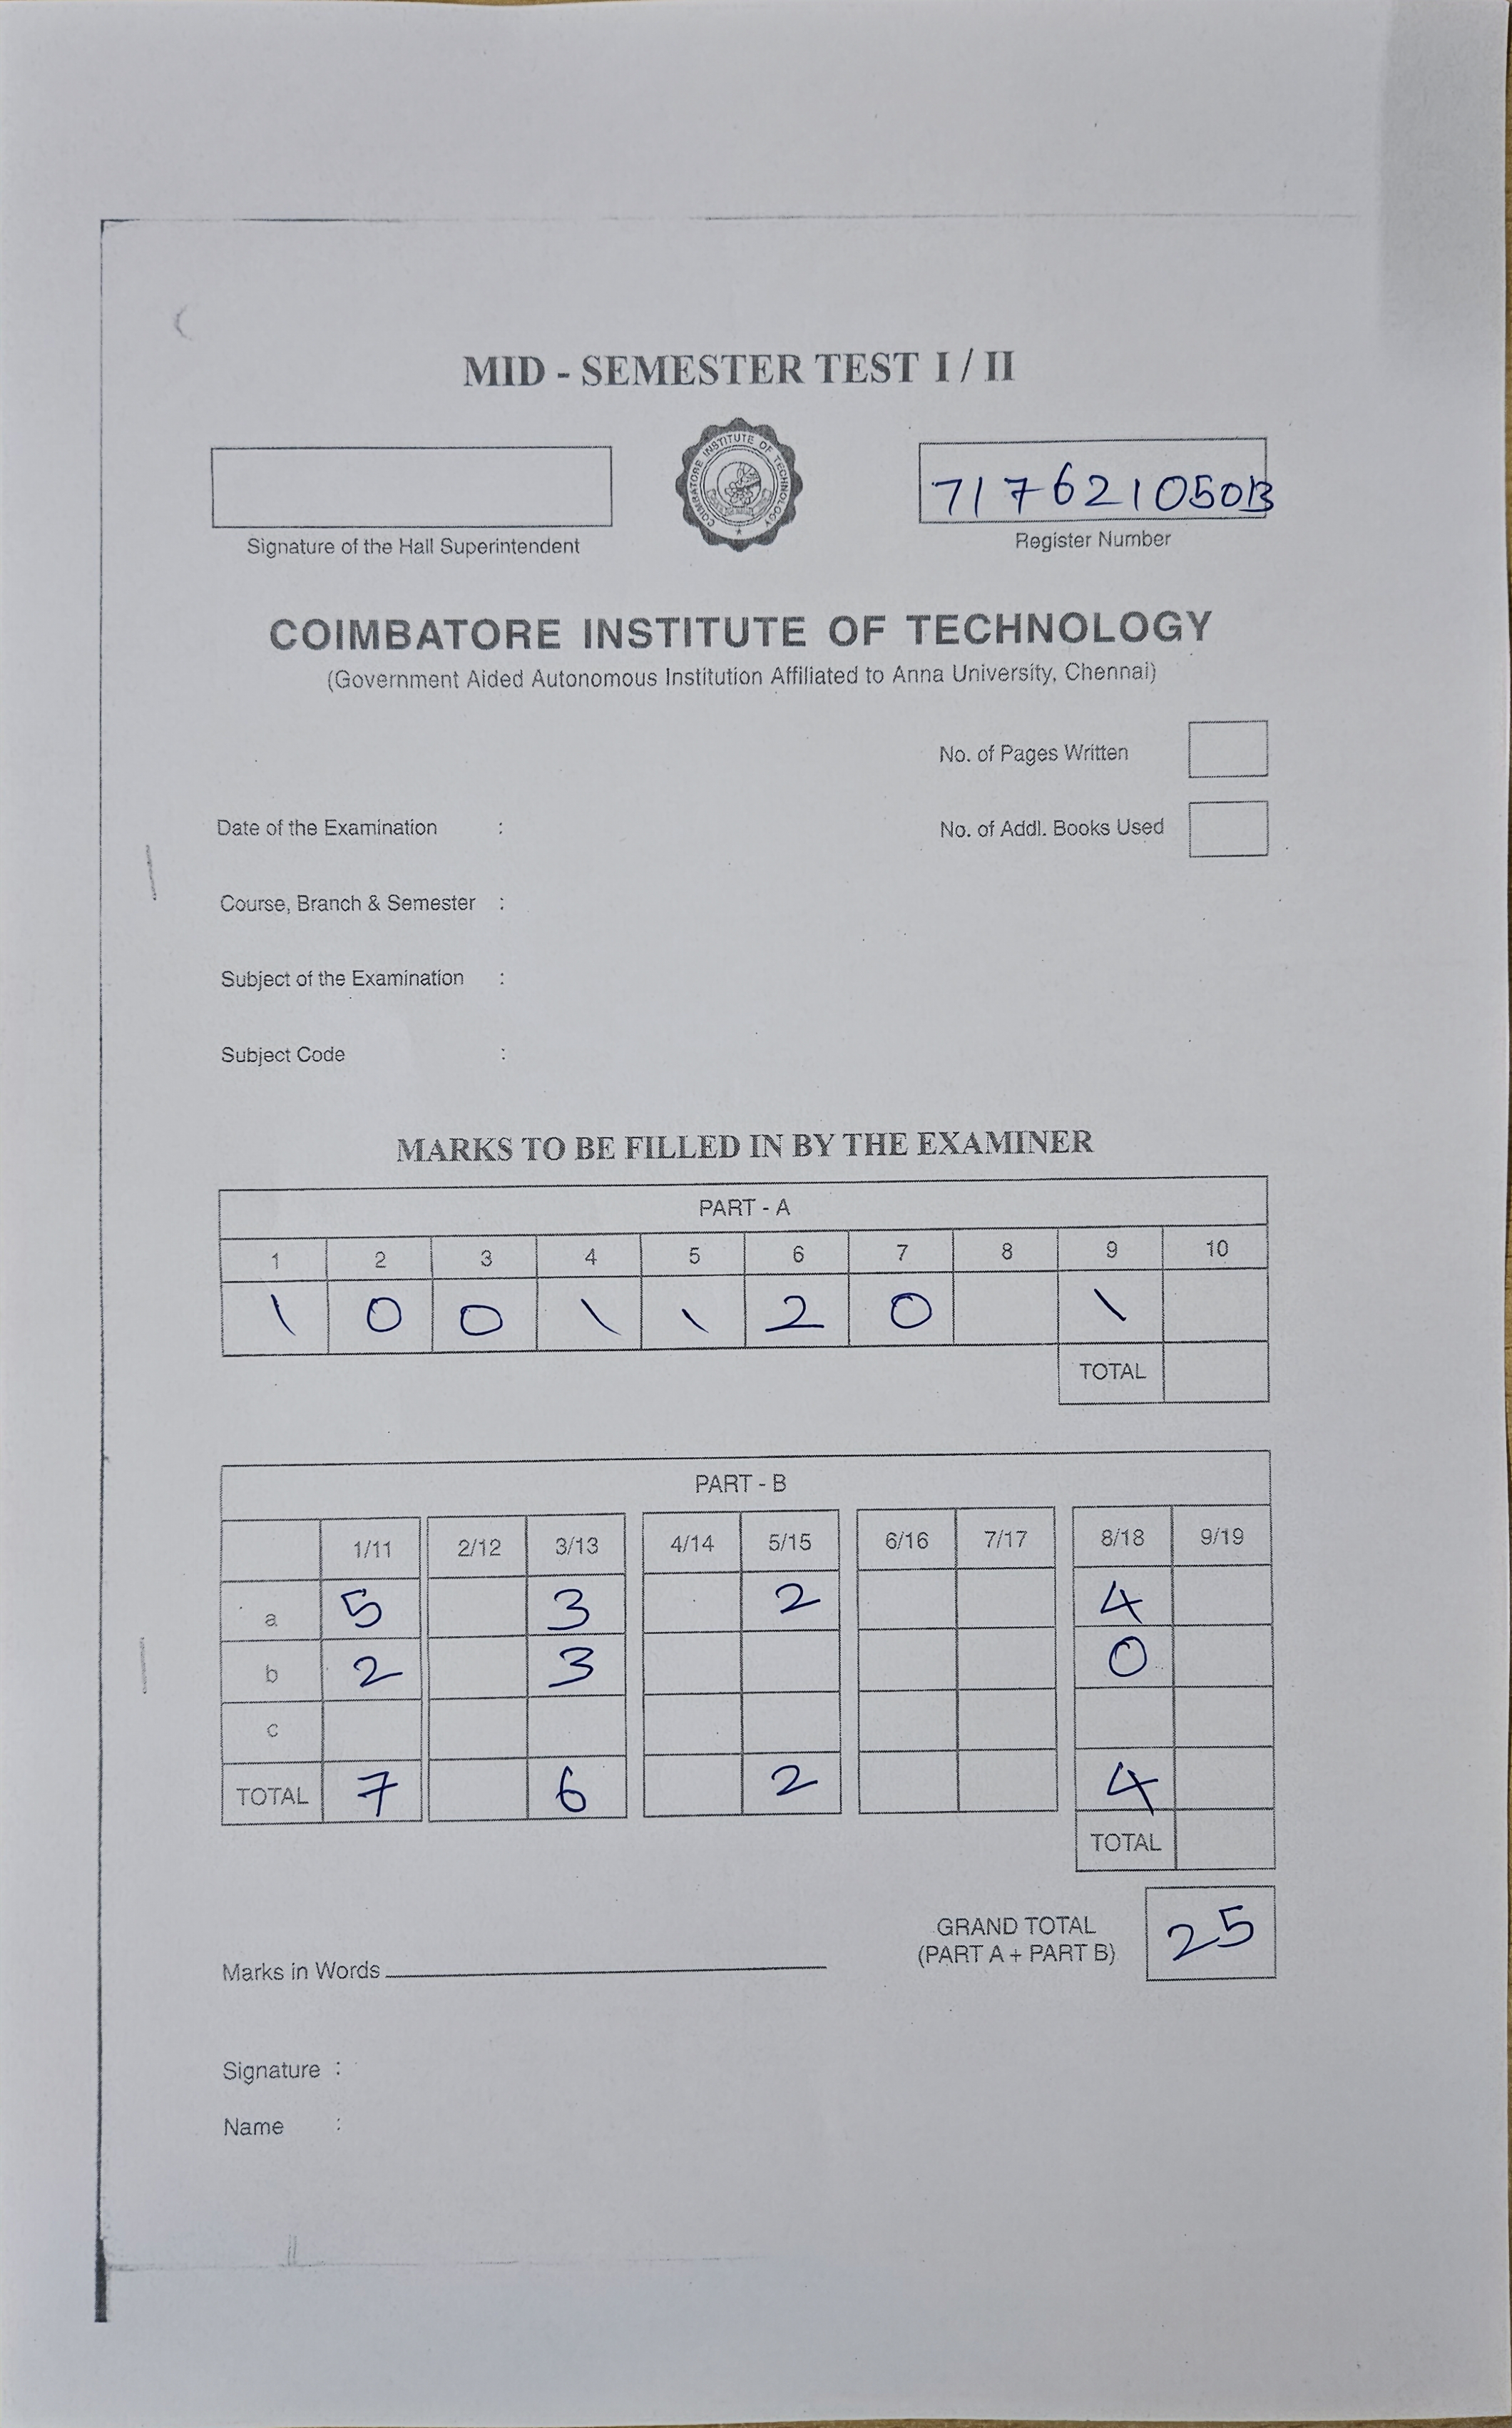 MID - SEMESTER TEST I / II
COIMBATORE INSTITUTE OF TECHNOLOGY
717621050B
Signature of the Hall Superintendent
Register Number
COIMBATORE INSTITUTE OF TECHNOLOGY
(Government Aided Autonomous Institution Affiliated to Anna University, Chennai)
No. of Pages Written
Date of the Examination :
No. of Addl. Books Used
Course, Branch & Semester :
Subject of the Examination :
Subject Code :
MARKS TO BE FILLED IN BY THE EXAMINER
PART - A
1 2 3 4 5 6 7 8 9 10
1 0 0 1 1 2 0 1
TOTAL
PART - B
1/11 2/12 3/13 4/14 5/15 6/16 7/17 8/18 9/19
a 5 3 2 4
b 2 3 0
c
TOTAL 7 6 2 4
TOTAL
GRAND TOTAL
(PART A + PART B)
25
Marks in Words
Signature :
Name :